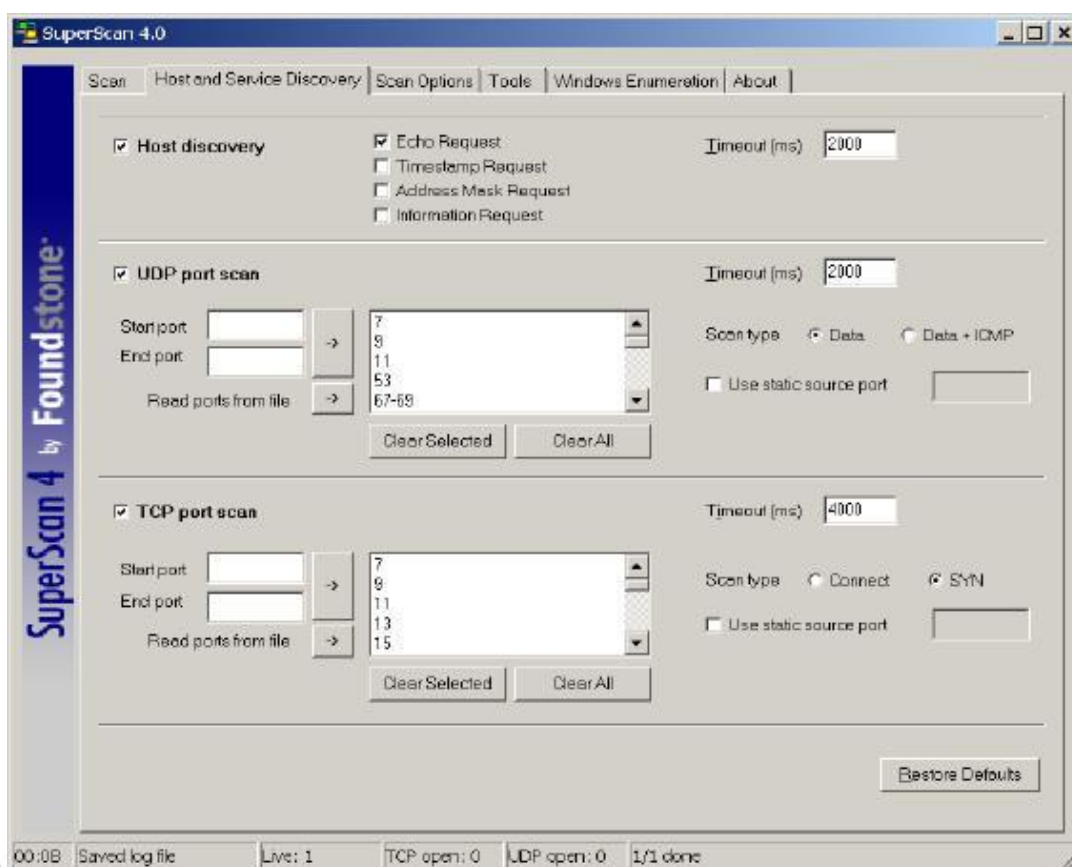 SuperScan 4.0
Scan Host and Service Discovery Scan Options Tools Windows Enumeration About
Host discovery
Echo Request
Timestamp Request
Address Mask Request
Information Request
Timeout (ms) 2000
UDP port scan
Timeout (ms) 2000
Start port
End port
->
Read ports from file ->
7
9
11
53
67-69
Scan type Data Data + ICMP
Use static source port
Clear Selected Clear All
TCP port scan
Timeout (ms) 4000
Start port
End port
->
Read ports from file ->
7
9
11
13
15
Scan type Connect SYN
Use static source port
Clear Selected Clear All
Restore Defaults
SuperScan 4 by Foundstone
00:0B Saved log file Live: 1 TCP open: 0 UDP open: 0 1/1 done